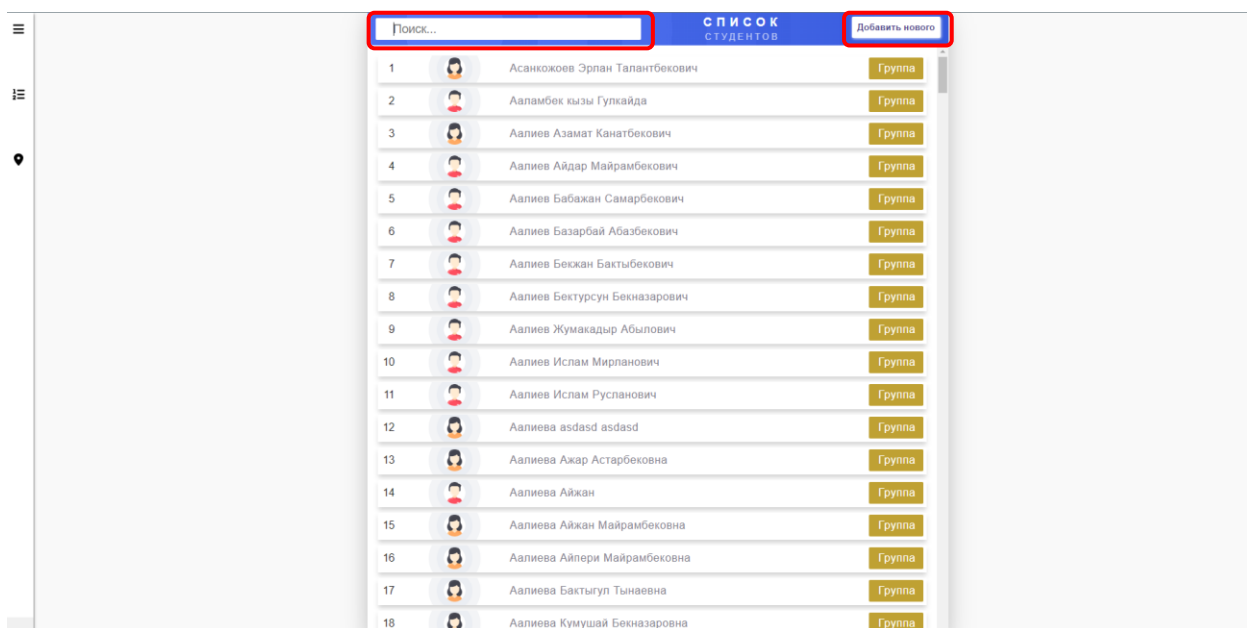 Поиск...
СПИСОК
СТУДЕНТОВ
Добавить нового
1 Асанкожоев Эрлан Талантбекович Группа
2 Ааламбек кызы Гулкайда Группа
3 Аалиев Азамат Канатбекович Группа
4 Аалиев Айдар Майрамбекович Группа
5 Аалиев Бабажан Самарбекович Группа
6 Аалиев Базарбай Абазбекович Группа
7 Аалиев Бекжан Бактыбекович Группа
8 Аалиев Бектурсун Бекназарович Группа
9 Аалиев Жумакадыр Абылович Группа
10 Аалиев Ислам Мирланович Группа
11 Аалиев Ислам Русланович Группа
12 Аалиева asdasd asdasd Группа
13 Аалиева Ажар Астарбековна Группа
14 Аалиева Айжан Группа
15 Аалиева Айжан Майрамбековна Группа
16 Аалиева Айпери Майрамбековна Группа
17 Аалиева Бактыгул Тынаевна Группа
18 Аалиева Кумушай Бекназаровна Группа